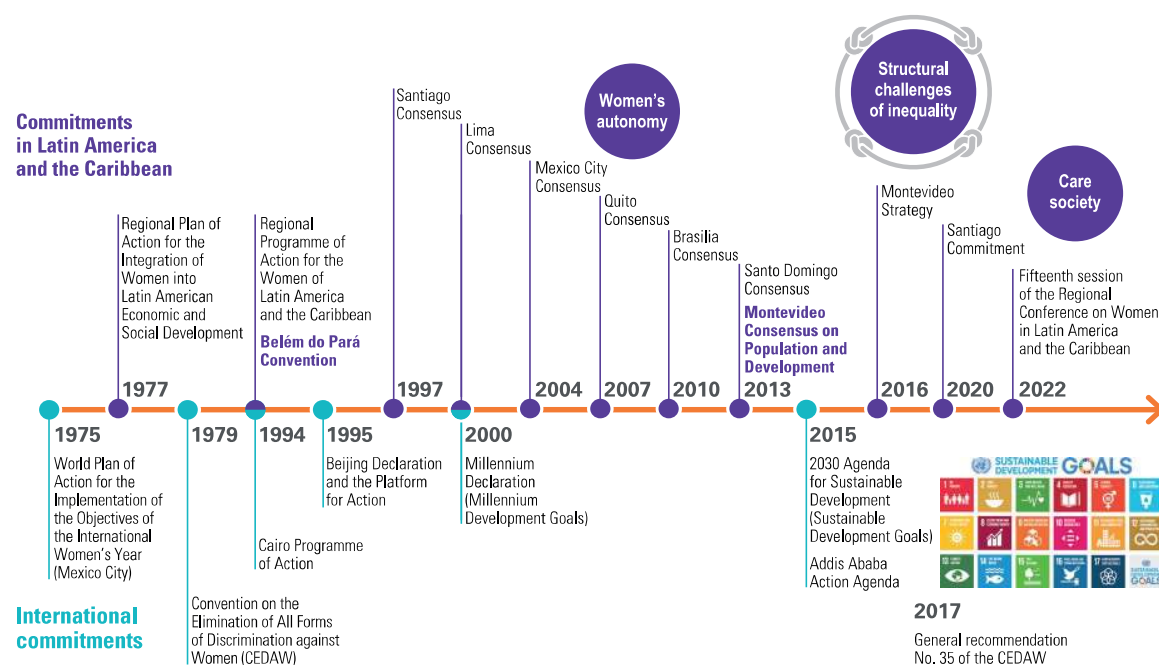 Commitments
in Latin America
and the Caribbean
Women's
autonomy
Structural
challenges
of inequality
Care
society
1977
Regional Plan of
Action for the
Integration of
Women into
Latin American
Economic and
Social Development
Regional
Programme of
Action for the
Women of
Latin America
and the Caribbean
Belém do Pará
Convention
1997
Santiago
Consensus
Lima
Consensus
2004
Mexico City
Consensus
2007
Quito
Consensus
2010
Brasilia
Consensus
2013
Santo Domingo
Consensus
Montevideo
Consensus on
Population and
Development
2016
Montevideo
Strategy
2020
Santiago
Commitment
2022
Fifteenth session
of the Regional
Conference on Women
in Latin America
and the Caribbean
1975
World Plan of
Action for the
Implementation of
the Objectives of
the International
Women's Year
(Mexico City)
1979
Convention on the
Elimination of All Forms
of Discrimination against
Women (CEDAW)
1994
Cairo Programme
of Action
1995
Beijing Declaration
and the Platform
for Action
2000
Millennium
Declaration
(Millennium
Development Goals)
2015
2030 Agenda
for Sustainable
Development
(Sustainable
Development Goals)
Addis Ababa
Action Agenda
SUSTAINABLE
DEVELOPMENT GOALS
2017
General recommendation
No. 35 of the CEDAW
International
commitments